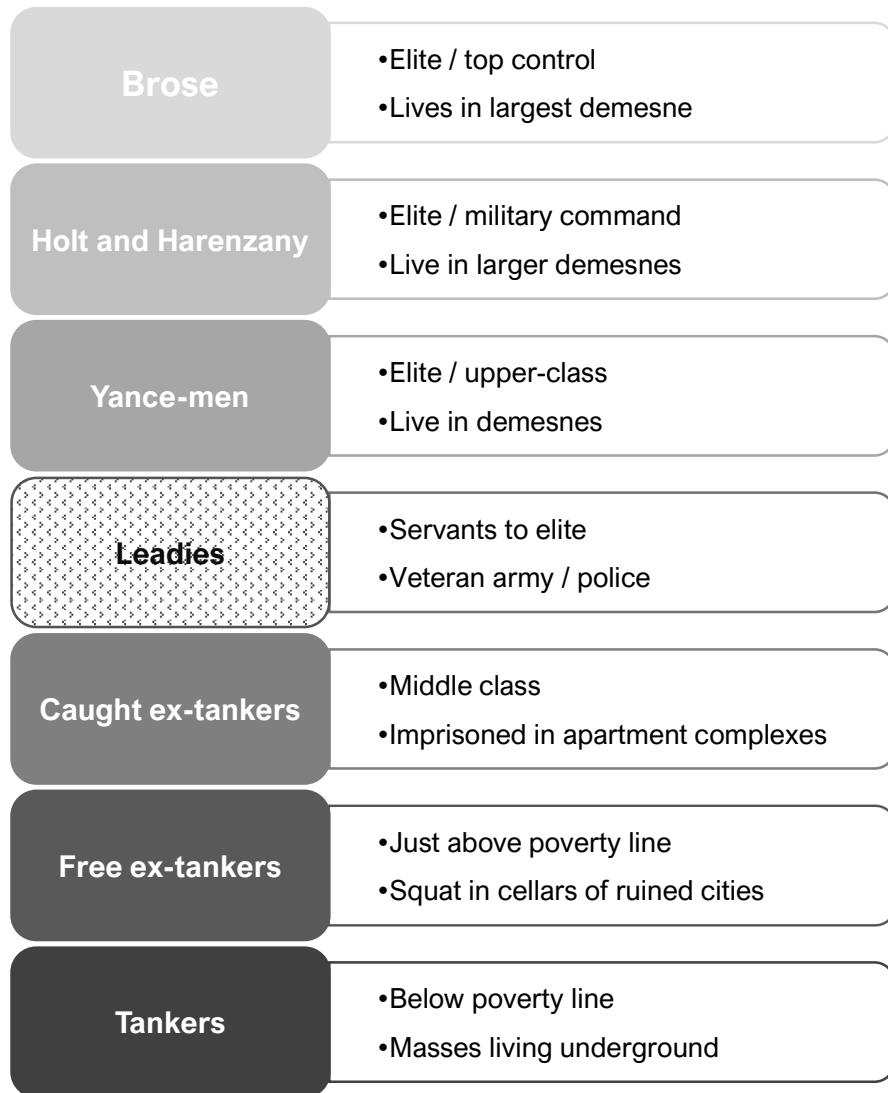 Brose
•Elite / top control
•Lives in largest demesne
Holt and Harenzany
•Elite / military command
•Live in larger demesnes
Yance-men
•Elite / upper-class
•Live in demesnes
Leadies
•Servants to elite
•Veteran army / police
Caught ex-tankers
•Middle class
•Imprisoned in apartment complexes
Free ex-tankers
•Just above poverty line
•Squat in cellars of ruined cities
Tankers
•Below poverty line
•Masses living underground